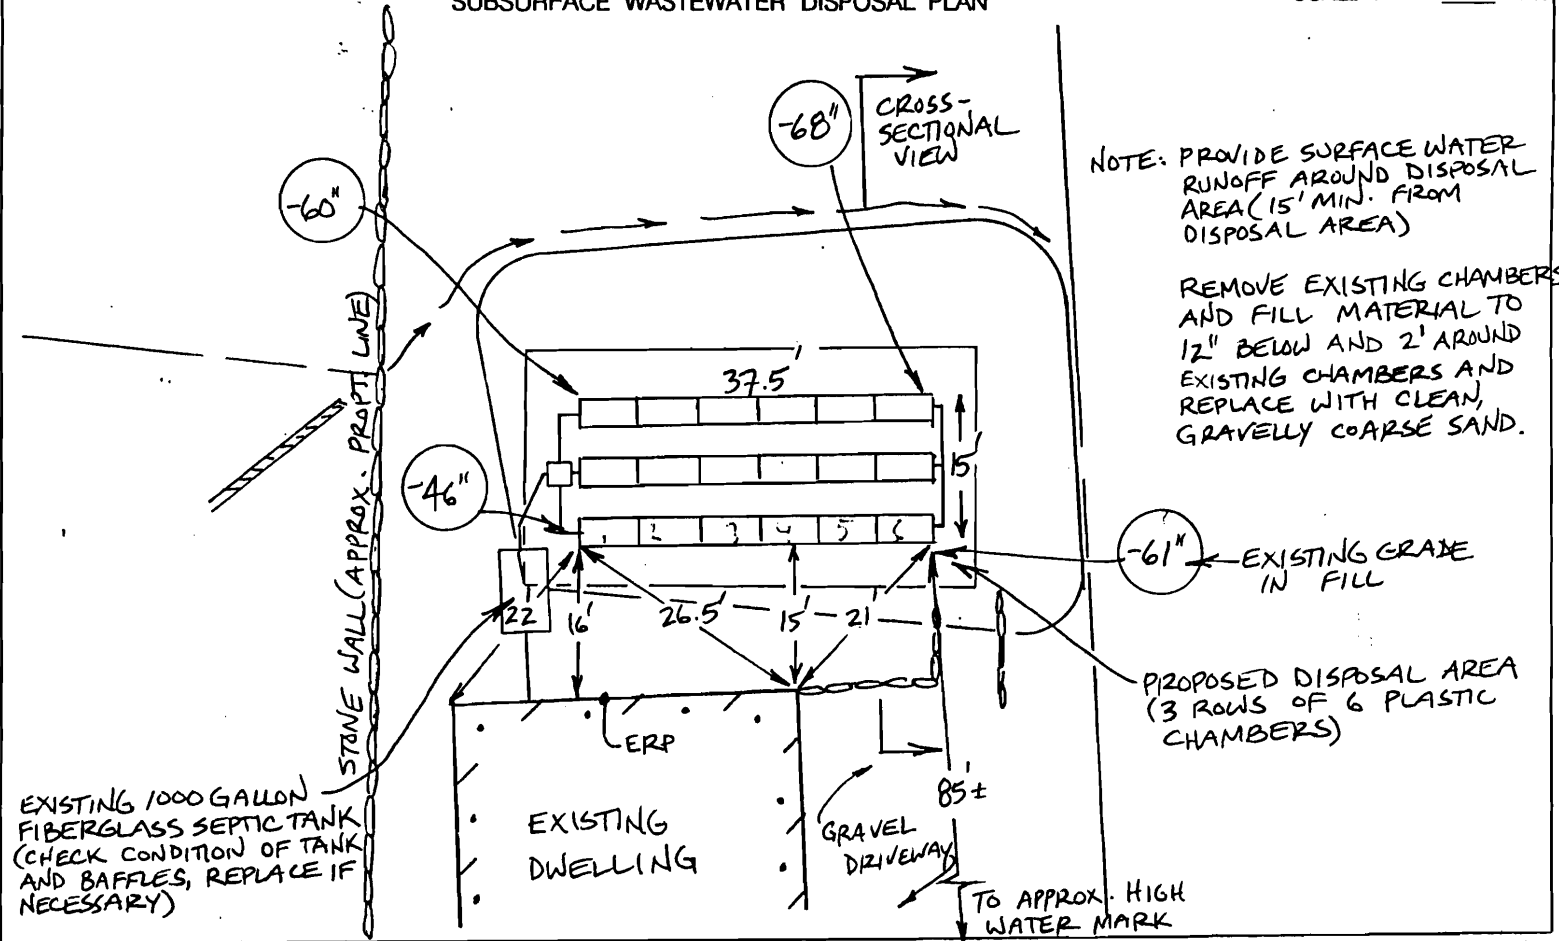 SUBSURFACE WASTEWATER DISPOSAL PLAN
CROSS-
SECTIONAL
VIEW
-68"
-60"
NOTE: PROVIDE SURFACE WATER
RUNOFF AROUND DISPOSAL
AREA (15' MIN. FROM
DISPOSAL AREA)
REMOVE EXISTING CHAMBERS
AND FILL MATERIAL TO
12" BELOW AND 2' AROUND
EXISTING CHAMBERS AND
REPLACE WITH CLEAN,
GRAVELLY COARSE SAND.
STONE WALL (APPROX. PROPT. LINE)
37.5'
15'
-46"
1 2 3 4 5 6
-61"
EXISTING GRADE
IN FILL
22'
16'
26.5'
15'
21'
PROPOSED DISPOSAL AREA
(3 ROWS OF 6 PLASTIC
CHAMBERS)
ERP
EXISTING 1000 GALLON
FIBERGLASS SEPTIC TANK
(CHECK CONDITION OF TANK
AND BAFFLES, REPLACE IF
NECESSARY)
EXISTING
DWELLING
GRAVEL
DRIVEWAY
85'±
TO APPROX. HIGH
WATER MARK